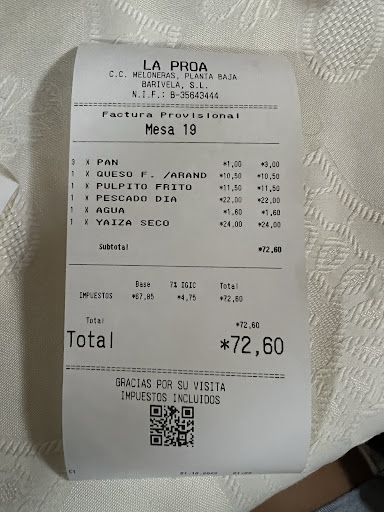 LA PROA
C.C. MELONERAS, PLANTA BAJA
BARIVELA, S.L.
N.I.F.: B-35643444
Factura Provisional
Mesa 19
3 X PAN *1,00 *3,00
1 X QUESO F. /ARAND *10,50 *10,50
1 X PULPITO FRITO *11,50 *11,50
1 X PESCADO DIA *22,00 *22,00
1 X AGUA *1,60 *1,60
1 X YAIZA SECO *24,00 *24,00
Subtotal *72,60
Base 7% IGIC Total
IMPUESTOS *67,85 *4,75 *72,60
Total *72,60
Total *72,60
GRACIAS POR SU VISITA
IMPUESTOS INCLUIDOS
C1